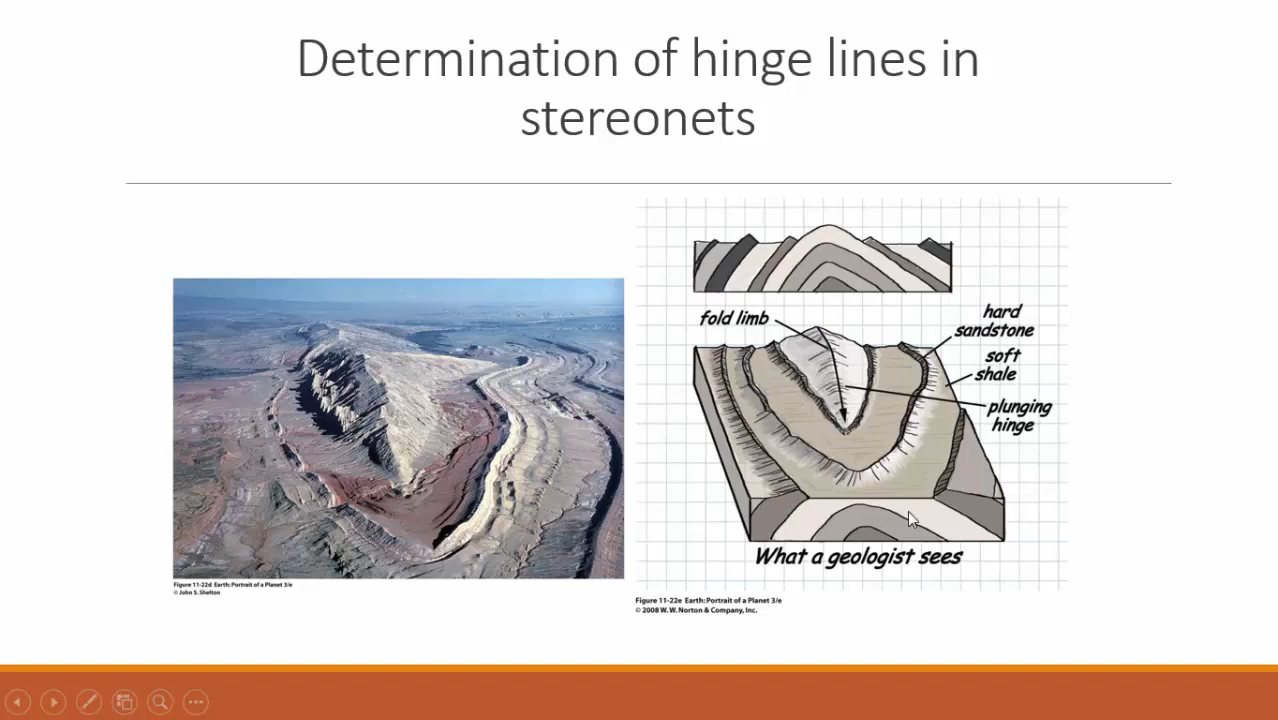 Determination of hinge lines in
stereonets
fold limb
hard
sandstone
soft
shale
plunging
hinge
What a geologist sees
Figure 11-22d Earth: Portrait of a Planet 3/e
© John S. Shelton
Figure 11-22e Earth: Portrait of a Planet 3/e
© 2008 W. W. Norton & Company, Inc.